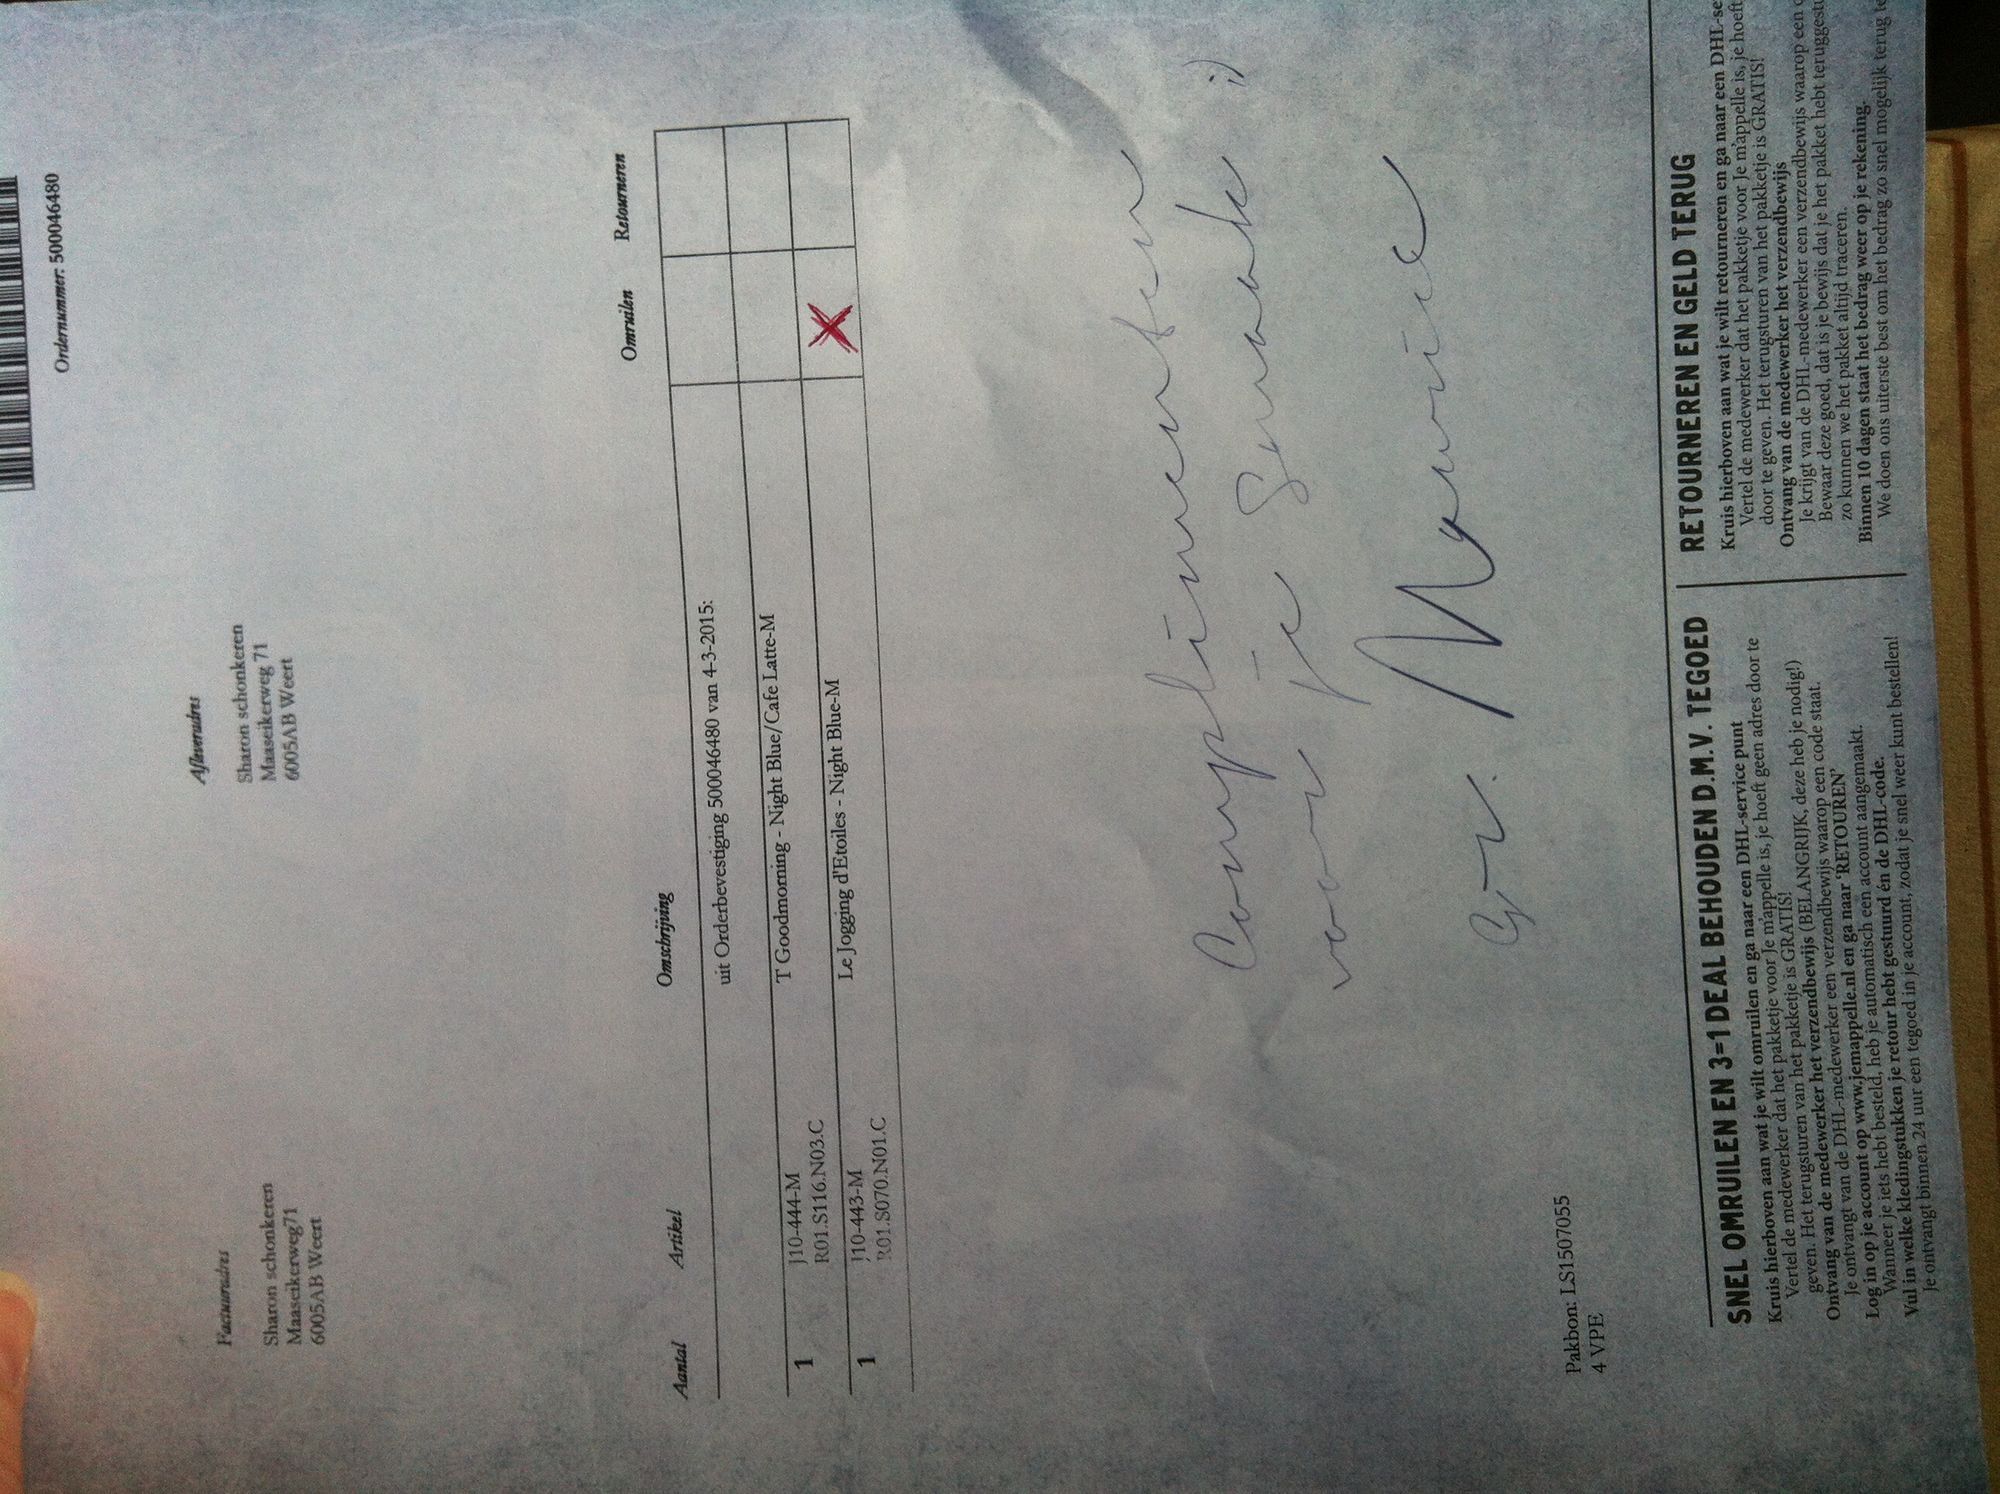 Ordernummer: 500046480
Factuuradres
Sharon schonkeren
Maaseikerweg71
6005AB Weert
Afleveradres
Sharon schonkeren
Maaseikerweg 71
6005AB Weert
Aantal Artikel Omschrijving Omruilen Retourneren
uit Orderbevestiging 500046480 van 4-3-2015:
1 J10-444-M T Goodmorning - Night Blue/Cafe Latte-M
R01.S116.N03.C
1 J10-443-M Le Jogging d'Etoiles - Night Blue-M X
R01.S070.N01.C
Complimenten
voor je Smaak :)
Gr. Maurice
Pakbon: LS1507055
4 VPE
SNEL OMRUILEN EN 3=1 DEAL BEHOUDEN D.M.V. TEGOED
Kruis hierboven aan wat je wilt omruilen en ga naar een DHL-service punt
Vertel de medewerker dat het pakketje voor Je m'appelle is, je hoeft geen adres door te
geven. Het terugsturen van het pakketje is GRATIS!
Ontvang van de medewerker het verzendbewijs (BELANGRIJK, deze heb je nodig!)
Je ontvangt van de DHL-medewerker een verzendbewijs waarop een code staat.
Log in op je account op www.jemappelle.nl en ga naar 'RETOUREN'
Wanneer je iets hebt besteld, heb je automatisch een account aangemaakt.
Vul in welke kledingstukken je retour hebt gestuurd én de DHL-code.
Je ontvangt binnen 24 uur een tegoed in je account, zodat je snel weer kunt bestellen!
RETOURNEREN EN GELD TERUG
Kruis hierboven aan wat je wilt retourneren en ga naar een DHL-se
Vertel de medewerker dat het pakketje voor Je m'appelle is, je hoeft
door te geven. Het terugsturen van het pakketje is GRATIS!
Ontvang van de medewerker het verzendbewijs
Je krijgt van de DHL-medewerker een verzendbewijs waarop een
Bewaar deze goed, dat is je bewijs dat je het pakket hebt teruggestu
zo kunnen we het pakket altijd traceren.
Binnen 10 dagen staat het bedrag weer op je rekening.
We doen ons uiterste best om het bedrag zo snel mogelijk terug te